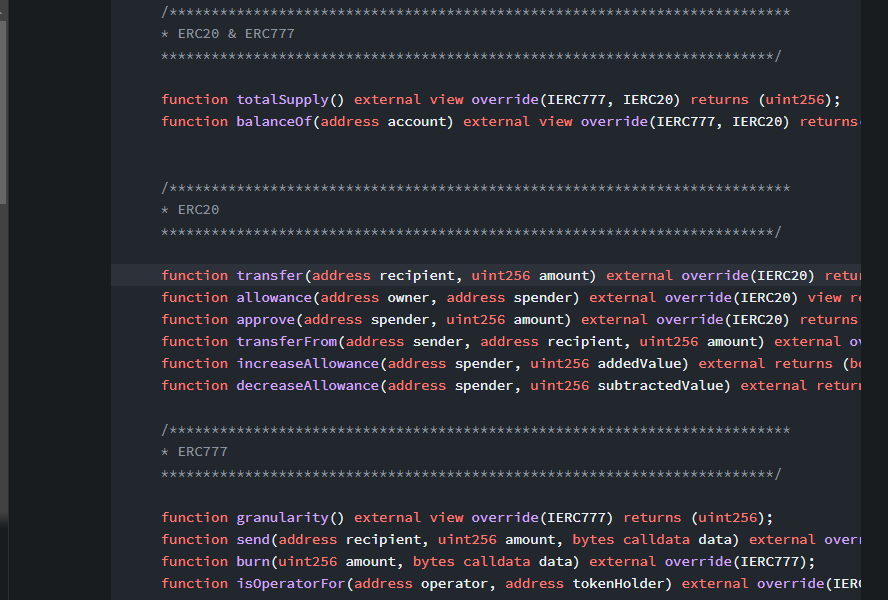 /**************************************************************************
* ERC20 & ERC777
*************************************************************************/
function totalSupply() external view override(IERC777, IERC20) returns (uint256);
function balanceOf(address account) external view override(IERC777, IERC20) returns
/**************************************************************************
* ERC20
*************************************************************************/
function transfer(address recipient, uint256 amount) external override(IERC20) retu
function allowance(address owner, address spender) external override(IERC20) view re
function approve(address spender, uint256 amount) external override(IERC20) returns
function transferFrom(address sender, address recipient, uint256 amount) external ov
function increaseAllowance(address spender, uint256 addedValue) external returns (bo
function decreaseAllowance(address spender, uint256 subtractedValue) external return
/**************************************************************************
* ERC777
*************************************************************************/
function granularity() external view override(IERC777) returns (uint256);
function send(address recipient, uint256 amount, bytes calldata data) external overr
function burn(uint256 amount, bytes calldata data) external override(IERC777);
function isOperatorFor(address operator, address tokenHolder) external override(IERC